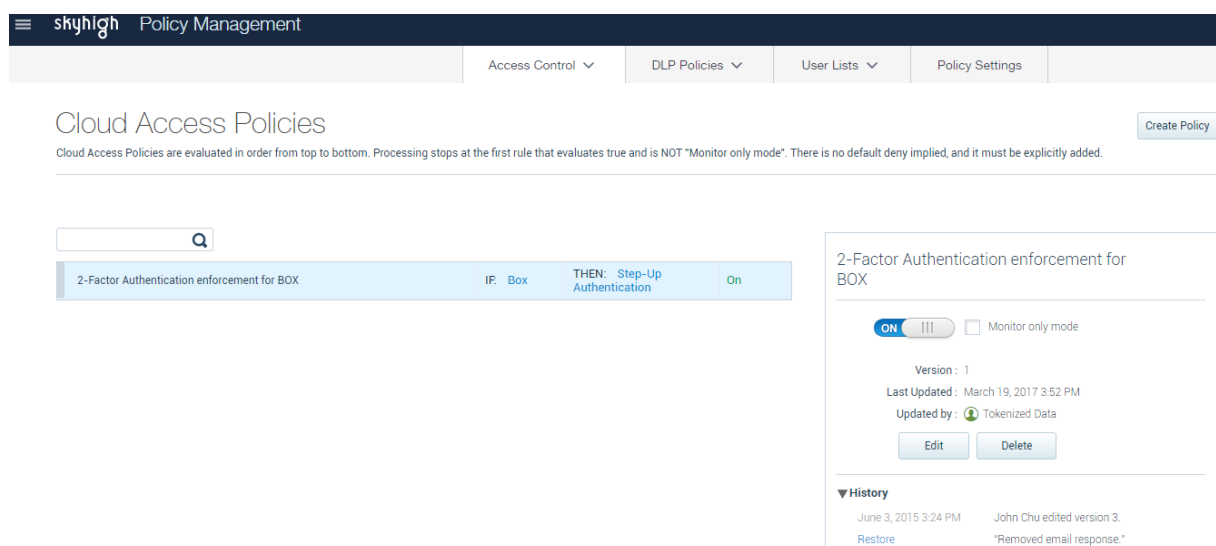 skyhigh Policy Management
Access Control DLP Policies User Lists Policy Settings
Cloud Access Policies
Create Policy
Cloud Access Policies are evaluated in order from top to bottom. Processing stops at the first rule that evaluates true and is NOT "Monitor only mode". There is no default deny implied, and it must be explicitly added.
2-Factor Authentication enforcement for BOX
IF: Box
THEN: Step-Up
Authentication
On
2-Factor Authentication enforcement for
BOX
ON Monitor only mode
Version : 1
Last Updated : March 19, 2017 3:52 PM
Updated by : Tokenized Data
Edit Delete
History
June 3, 2015 3:24 PM John Chu edited version 3.
Restore "Removed email response."